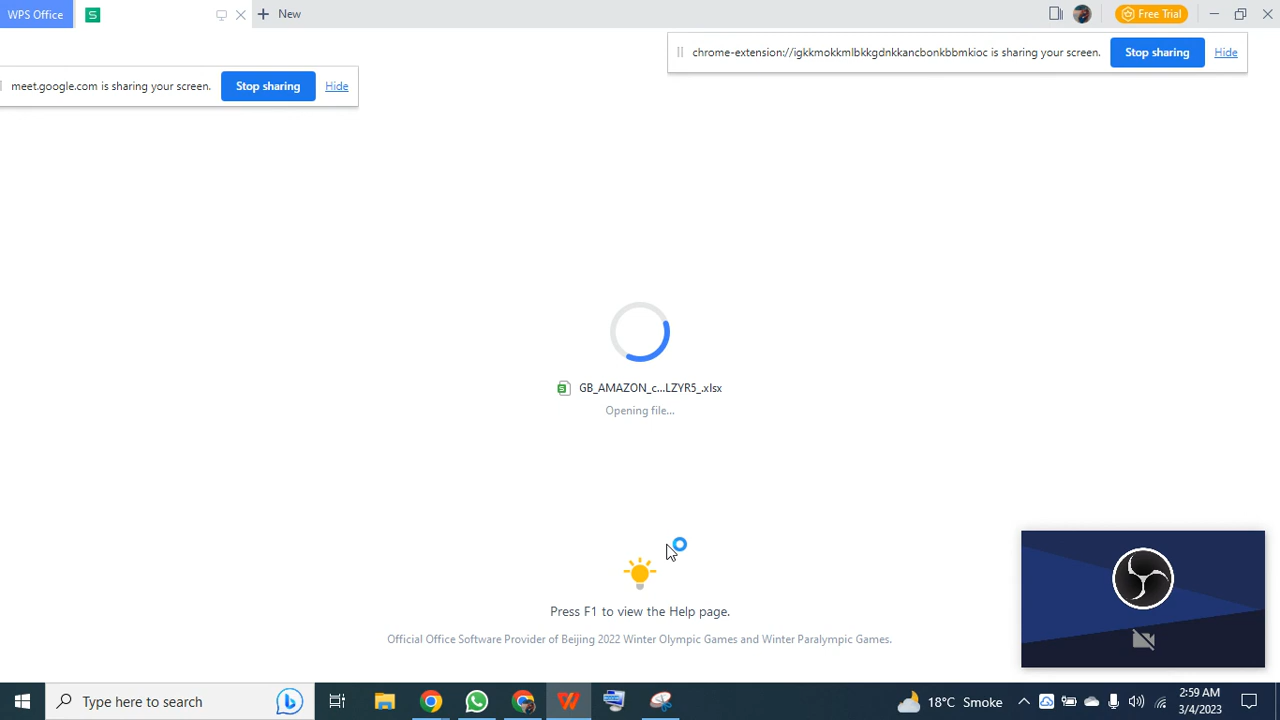 WPS Office
S
New
Free Trial
chrome-extension://igkkmokkmlbkkgdnkkancbonkbbmkioc is sharing your screen.
Stop sharing
Hide
meet.google.com is sharing your screen.
Stop sharing
Hide
S
GB_AMAZON_c...LZYR5_.xlsx
Opening file...
Press F1 to view the Help page.
Official Office Software Provider of Beijing 2022 Winter Olympic Games and Winter Paralympic Games.
Type here to search
18°C Smoke
2:59 AM
3/4/2023